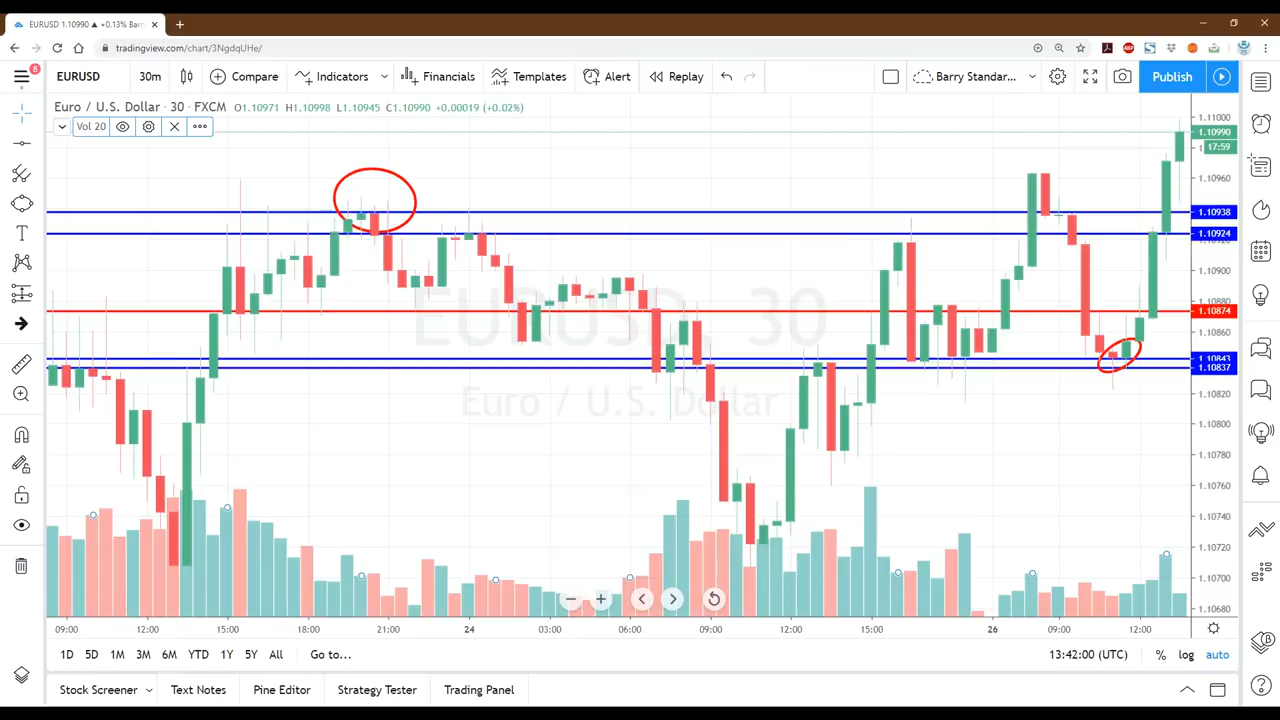 EURUSD 1.10990 ▲ +0.13% Barr
tradingview.com/chart/3NgdqUHe/
8
EURUSD 30m Compare Indicators Financials Templates Alert Replay Barry Standar... Publish
Euro / U.S. Dollar · 30 · FXCM O1.10971 H1.10998 L1.10945 C1.10990 +0.00019 (+0.02%)
Vol 20
EURUSD 30
Euro / U.S. Dollar
1.11000
1.10990
17:59
1.10960
1.10938
1.10924
1.10900
1.10880
1.10874
1.10860
1.10843
1.10837
1.10820
1.10800
1.10780
1.10760
1.10740
1.10720
1.10700
1.10680
09:00 12:00 15:00 18:00 21:00 24 03:00 06:00 09:00 12:00 15:00 26 09:00 12:00
1D 5D 1M 3M 6M YTD 1Y 5Y All Go to... 13:42:00 (UTC) % log auto
Stock Screener Text Notes Pine Editor Strategy Tester Trading Panel